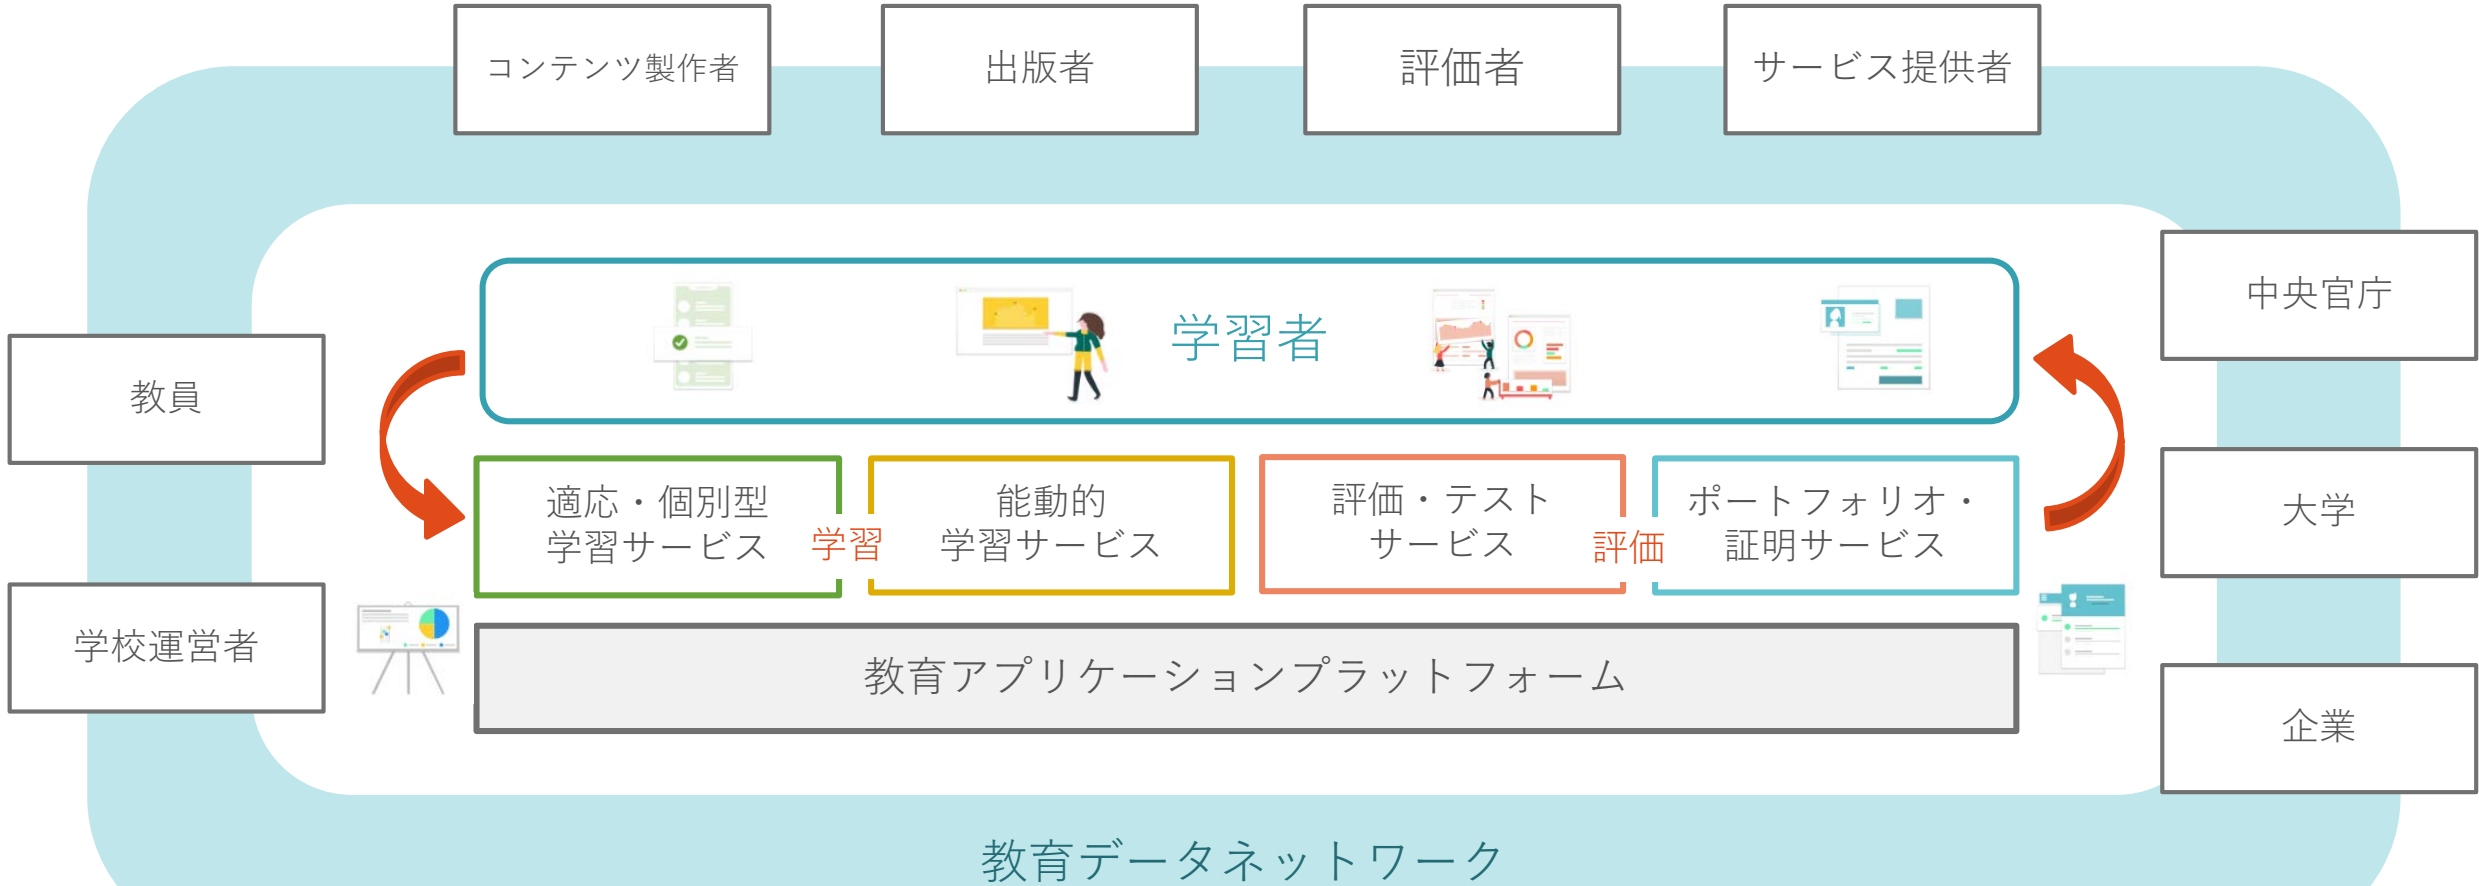 コンテンツ製作者
出版者
評価者
サービス提供者
中央官庁
学習者
教員
適応・個別型
学習サービス
学習
能動的
学習サービス
評価・テスト
サービス
評価
ポートフォリオ・
証明サービス
大学
学校運営者
教育アプリケーションプラットフォーム
企業
教育データネットワーク